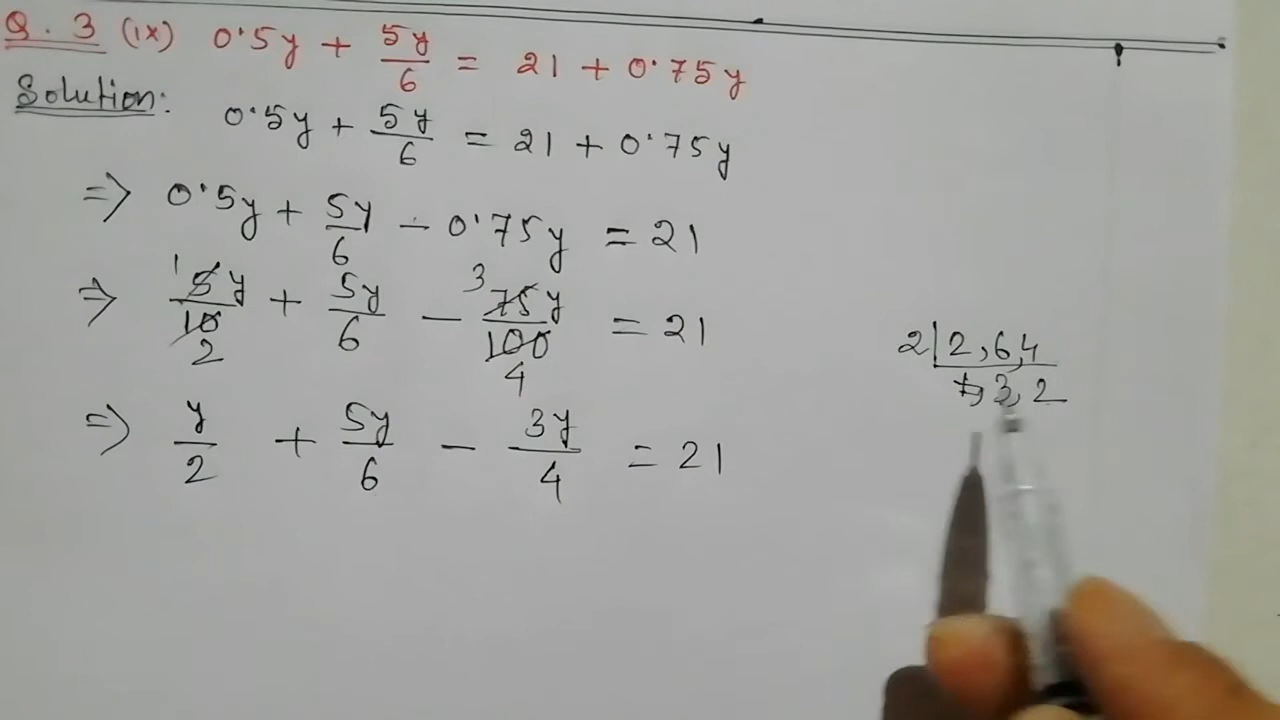 Q. 3 (ix) 0.5y + 5y/6 = 21 + 0.75y
Solution:
0.5y + 5y/6 = 21 + 0.75y
=> 0.5y + 5y/6 - 0.75y = 21
=> 5y/10 + 5y/6 - 75y/100 = 21
1 2 3 4
=> y/2 + 5y/6 - 3y/4 = 21
2 | 2, 6, 4
1, 3, 2